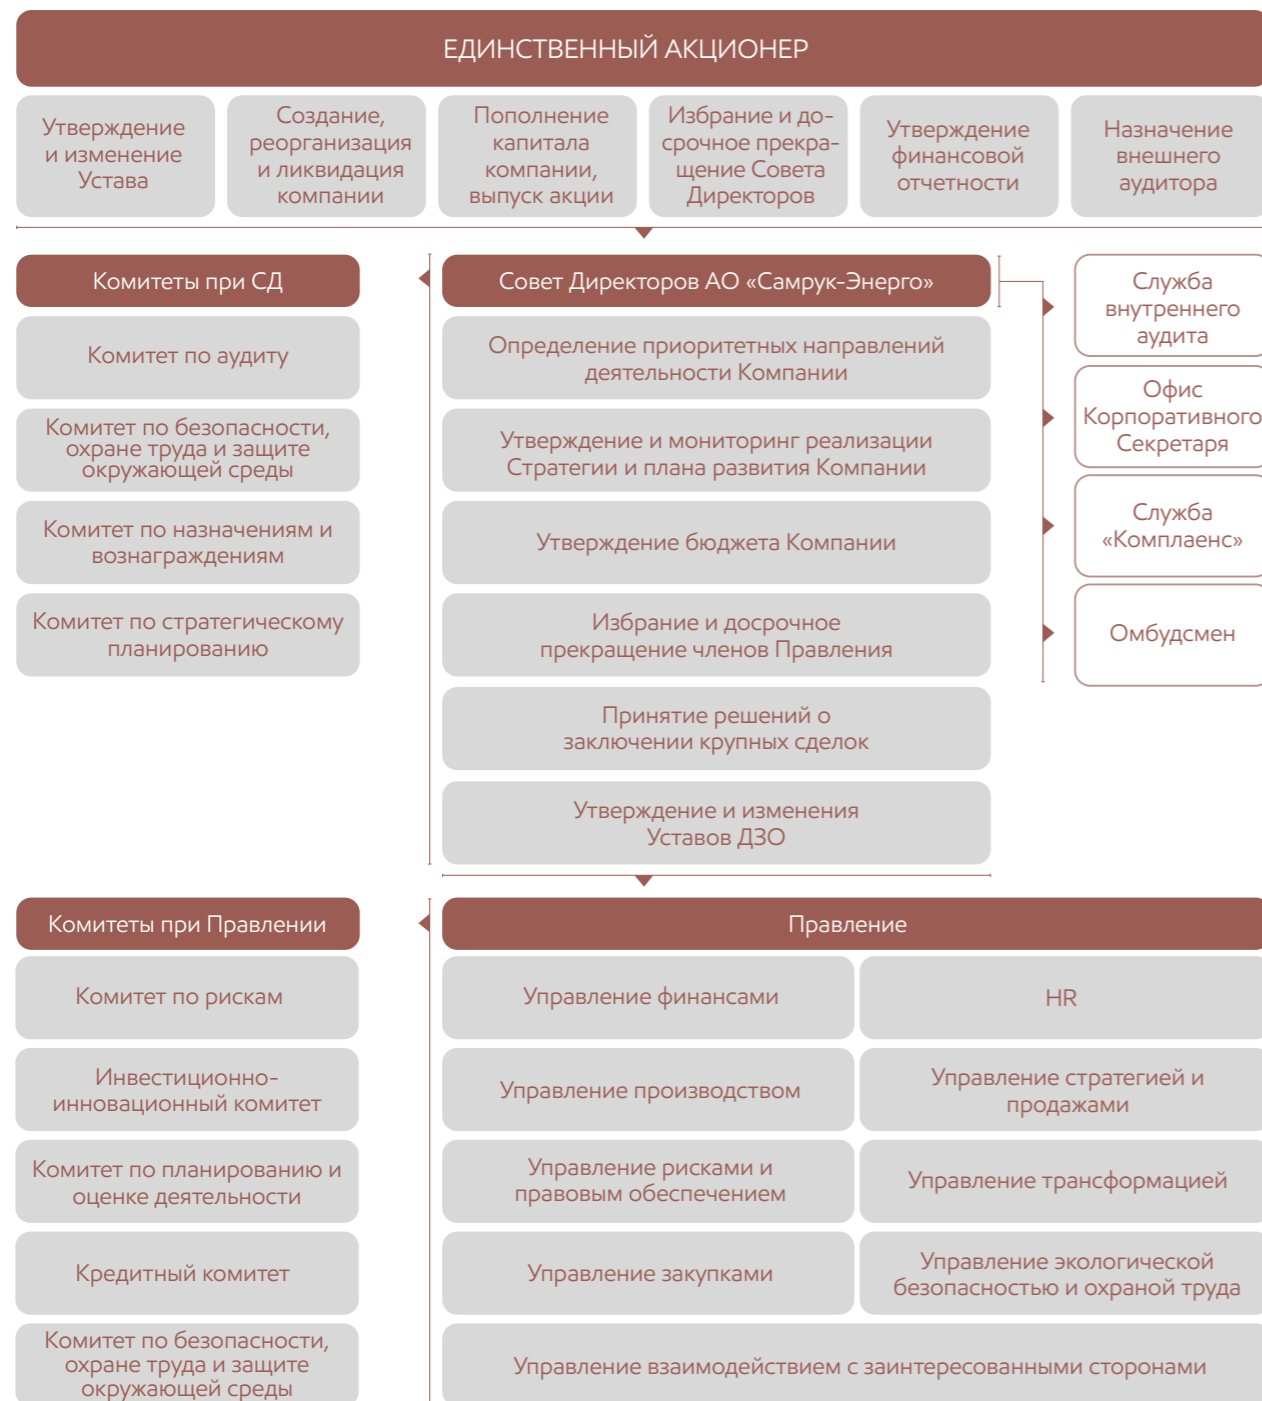 ЕДИНСТВЕННЫЙ АКЦИОНЕР
Утверждение
и изменение
Устава
Создание,
реорганизация
и ликвидация
компании
Пополнение
капитала
компании,
выпуск акции
Избрание и до-
срочное прекра-
щение Совета
Директоров
Утверждение
финансовой
отчетности
Назначение
внешнего
аудитора
Комитеты при СД
Комитет по аудиту
Комитет по безопасности,
охране труда и защите
окружающей среды
Комитет по назначениям и
вознаграждениям
Комитет по стратегическому
планированию
Совет Директоров АО «Самрук-Энерго»
Определение приоритетных направлений
деятельности Компании
Утверждение и мониторинг реализации
Стратегии и плана развития Компании
Утверждение бюджета Компании
Избрание и досрочное
прекращение членов Правления
Принятие решений о
заключении крупных сделок
Утверждение и изменения
Уставов ДЗО
Служба
внутреннего
аудита
Офис
Корпоративного
Секретаря
Служба
«Комплаенс»
Омбудсмен
Комитеты при Правлении
Комитет по рискам
Инвестиционно-
инновационный комитет
Комитет по планированию и
оценке деятельности
Кредитный комитет
Комитет по безопасности,
охране труда и защите
окружающей среды
Правление
Управление финансами
HR
Управление производством
Управление стратегией и
продажами
Управление рисками и
правовым обеспечением
Управление трансформацией
Управление закупками
Управление экологической
безопасностью и охраной труда
Управление взаимодействием с заинтересованными сторонами